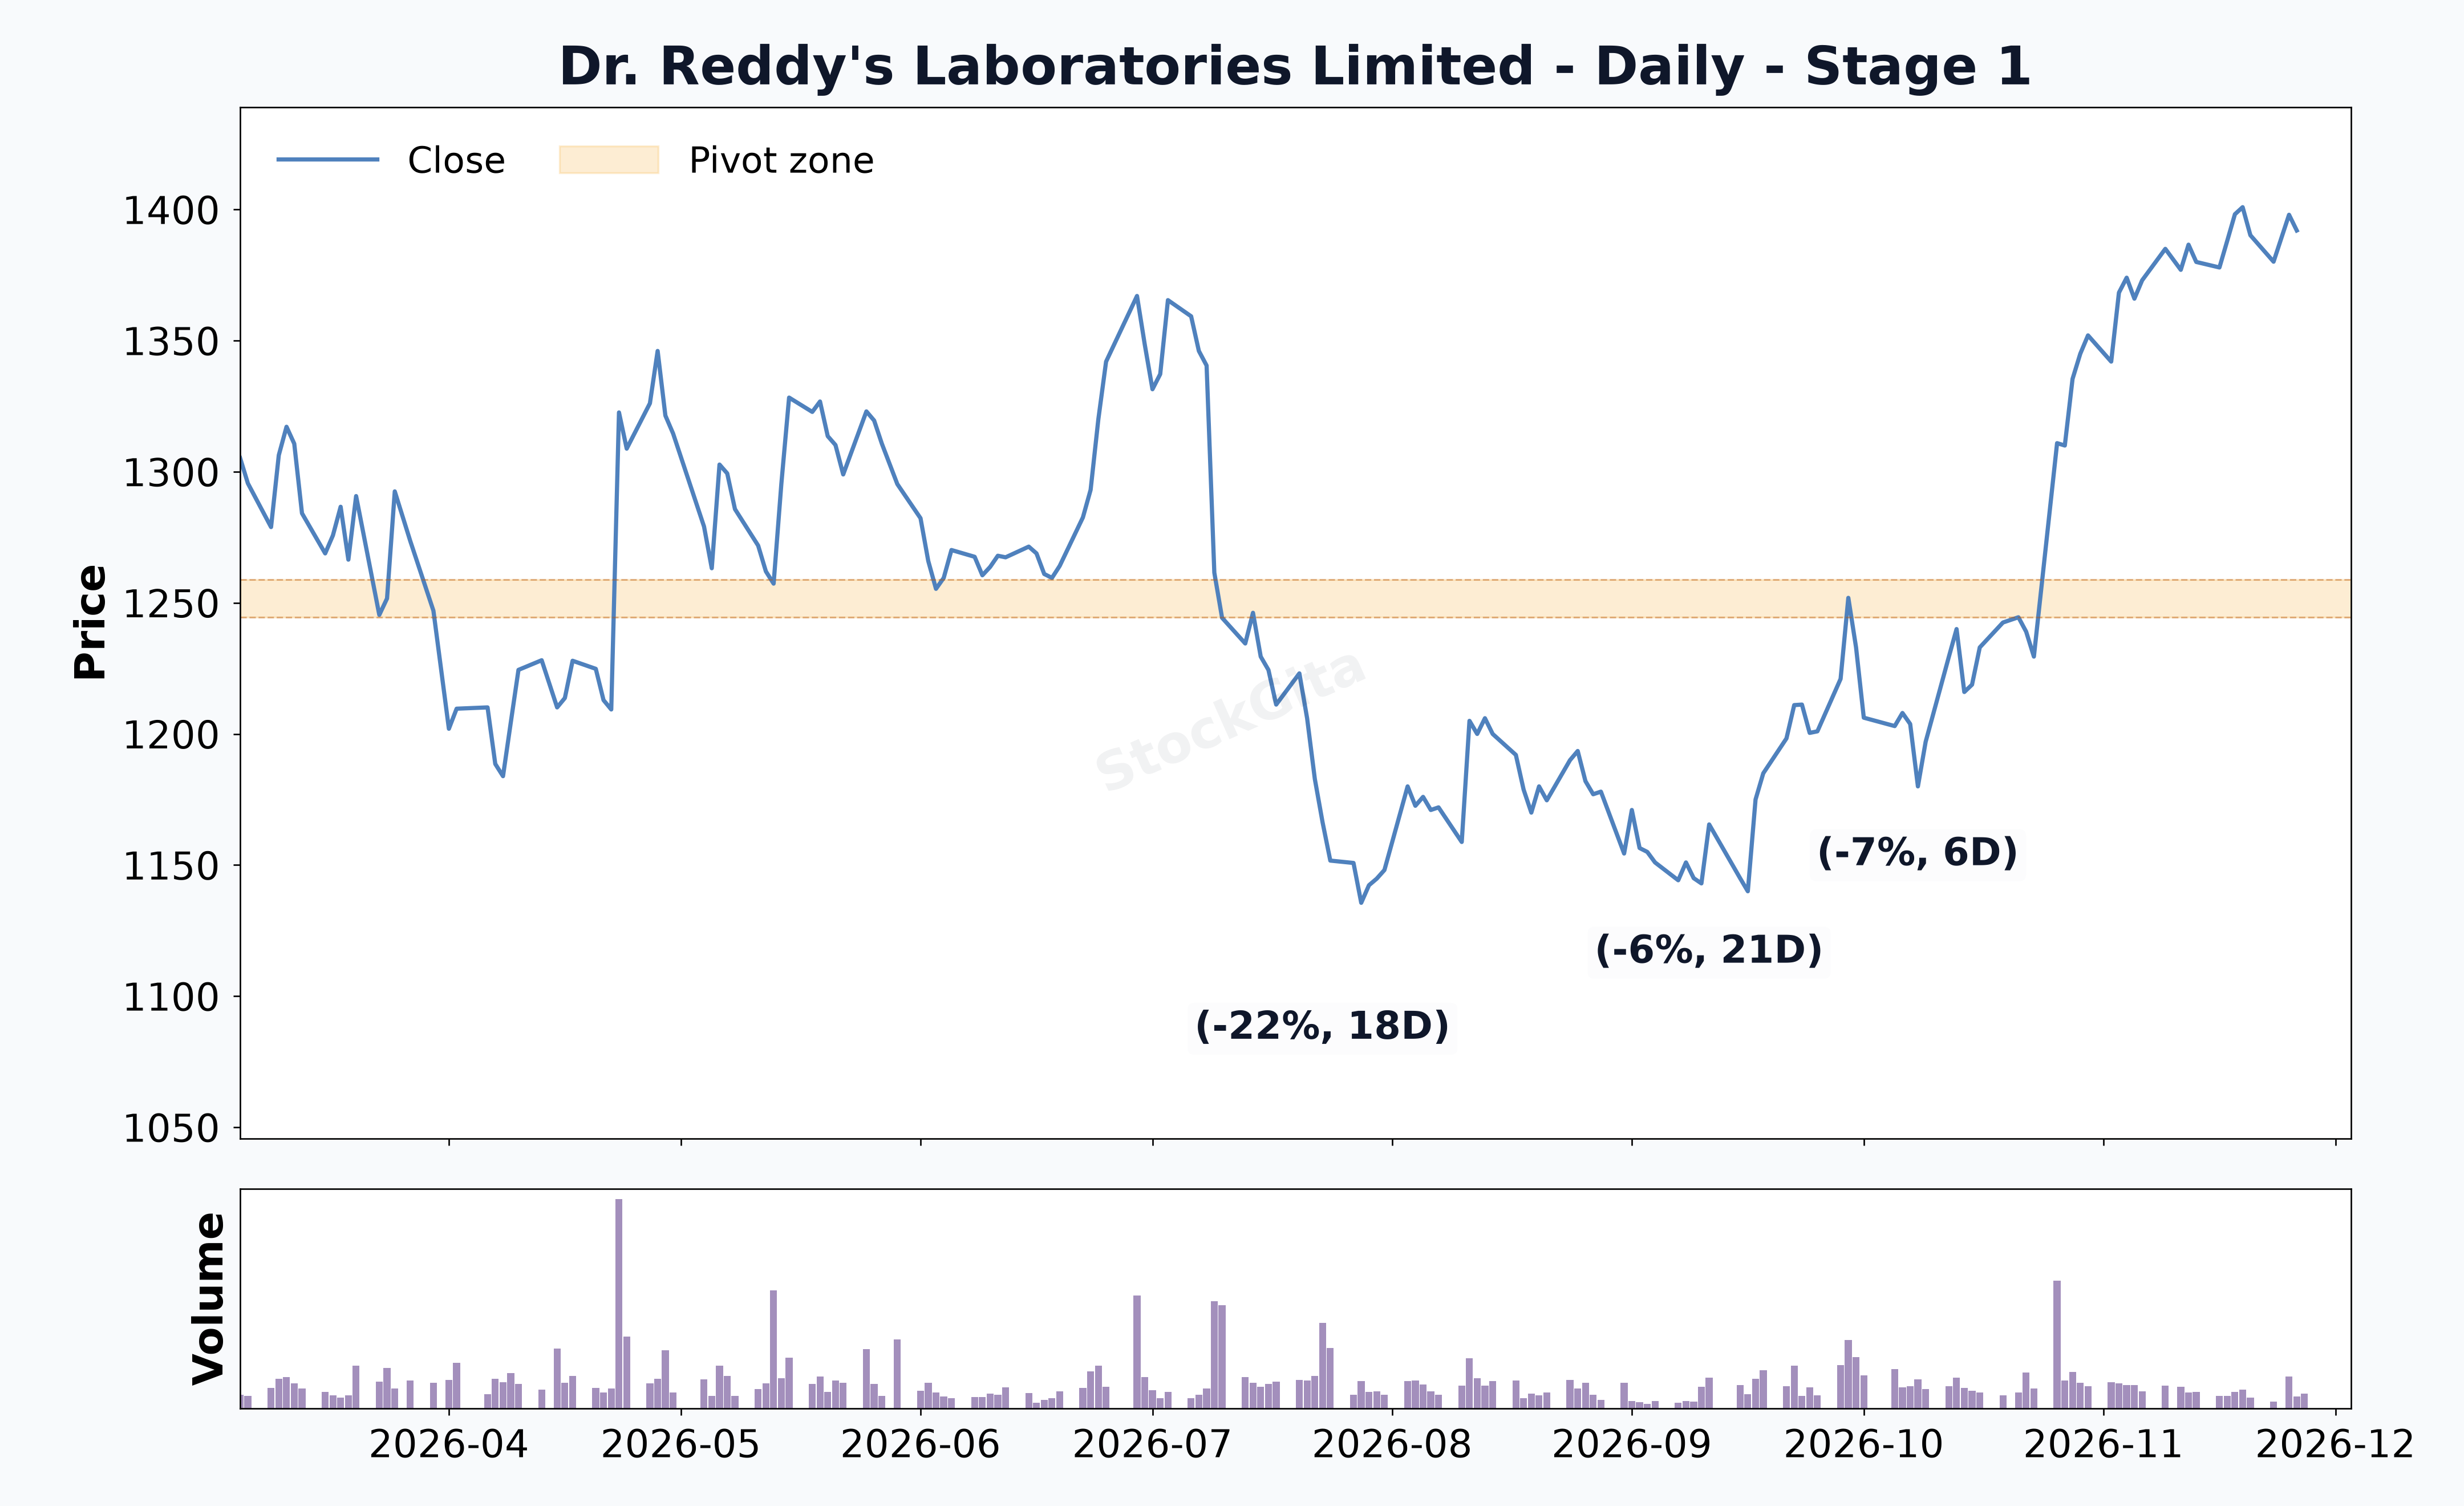 Dr. Reddy's Laboratories Limited - Daily - Stage 1
Close
Pivot zone
Price
1400
1350
1300
1250
1200
1150
1100
1050
StockGita
(-7%, 6D)
(-6%, 21D)
(-22%, 18D)
Volume
2026-04
2026-05
2026-06
2026-07
2026-08
2026-09
2026-10
2026-11
2026-12